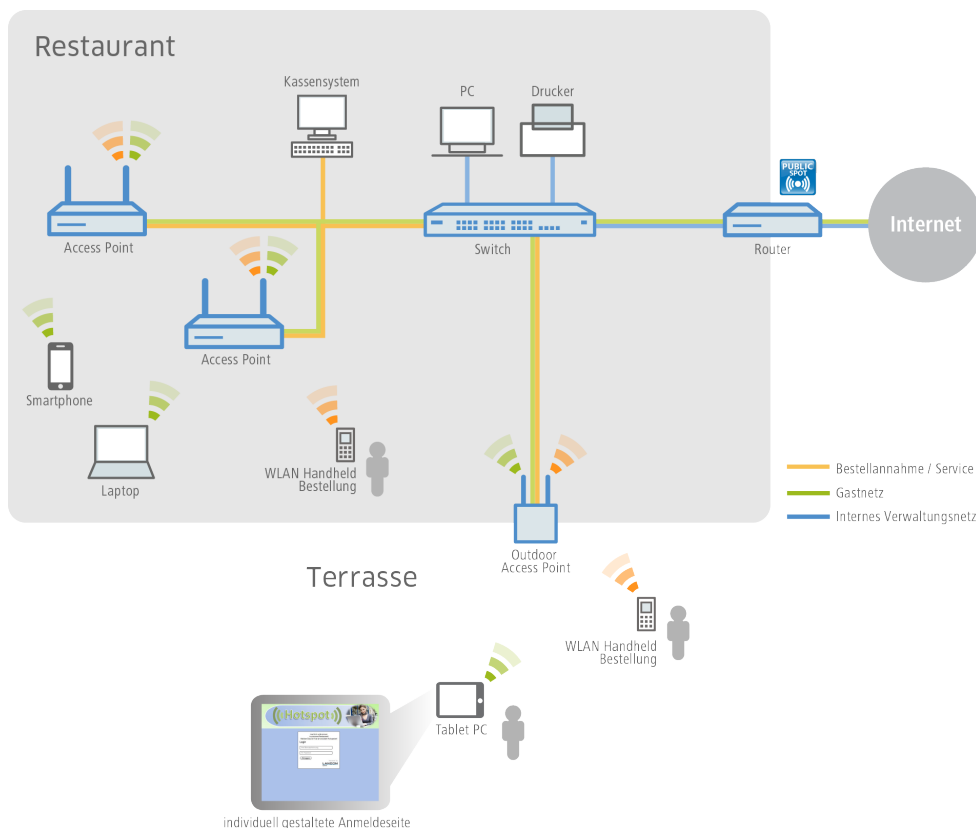 Restaurant
Kassensystem
PC
Drucker
PUBLIC
SPOT
Internet
Access Point
Switch
Router
Access Point
Smartphone
Laptop
WLAN Handheld
Bestellung
Bestellannahme / Service
Gastnetz
Internes Verwaltungsnetz
Outdoor
Access Point
Terrasse
WLAN Handheld
Bestellung
Tablet PC
Hotspot
individuell gestaltete Anmeldeseite